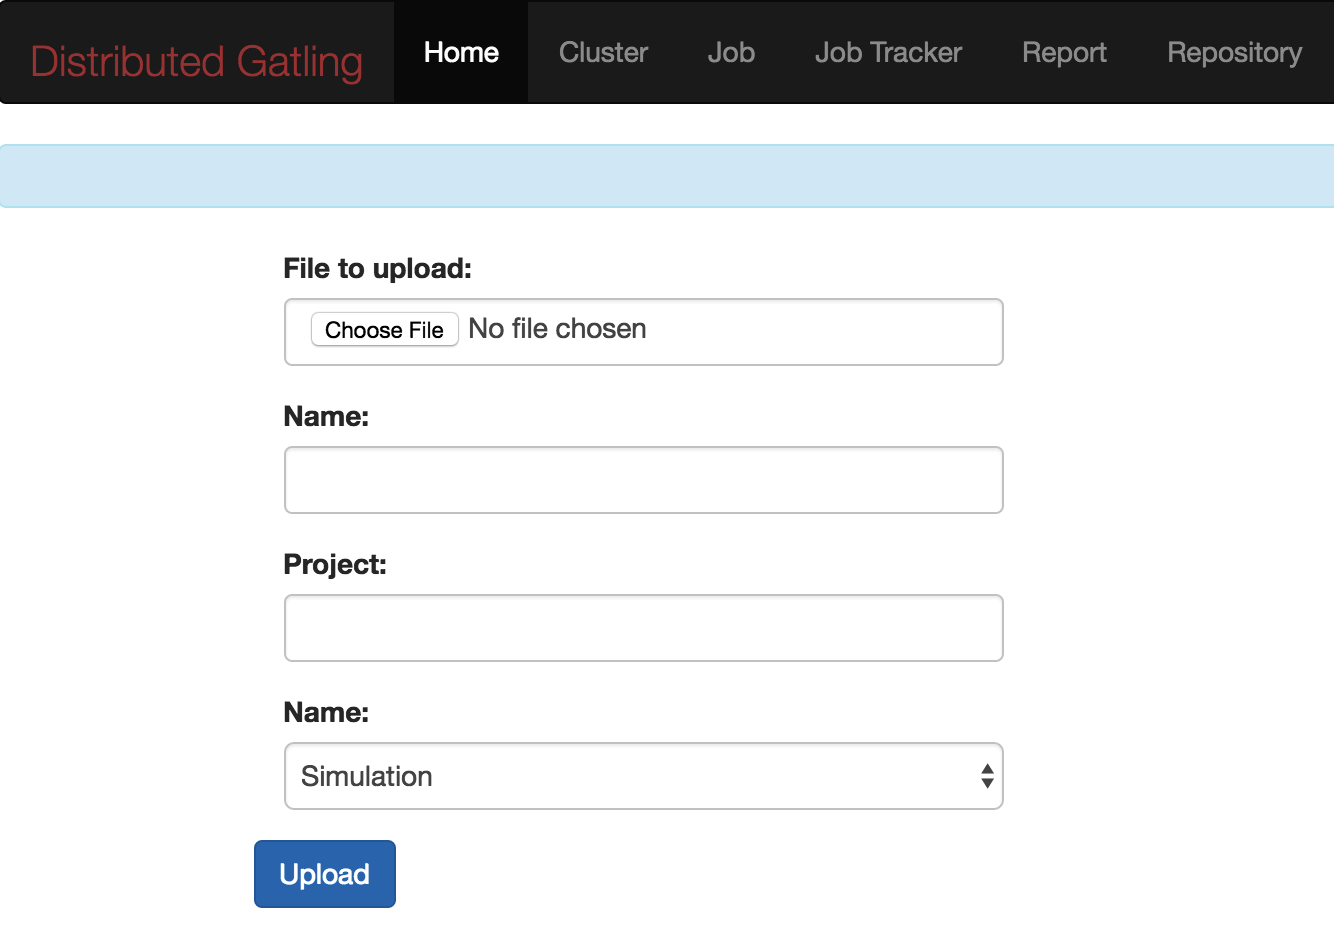 Distributed Gatling Home Cluster Job Job Tracker Report Repository
File to upload:
Choose File No file chosen
Name:
Project:
Name:
Simulation
Upload